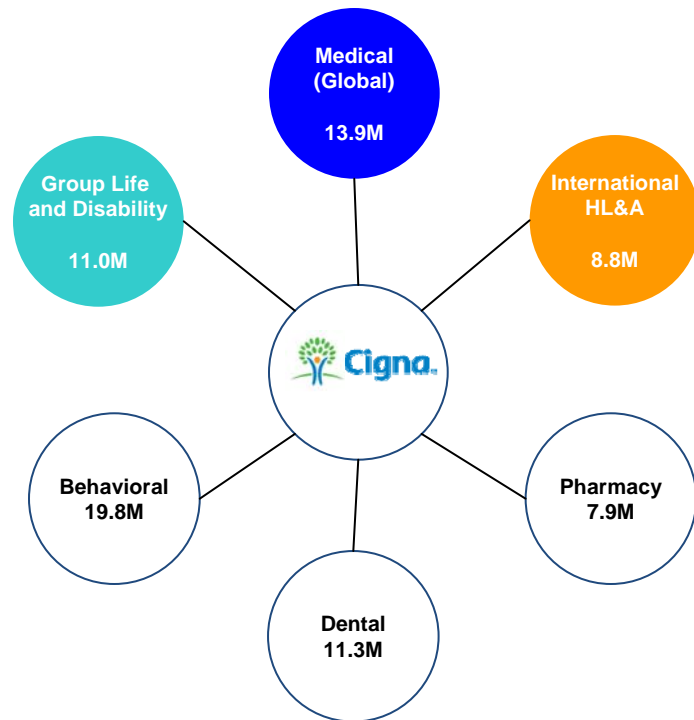 Medical
(Global)
13.9M
Group Life
and Disability
11.0M
International
HL&A
8.8M
Cigna
Behavioral
19.8M
Pharmacy
7.9M
Dental
11.3M